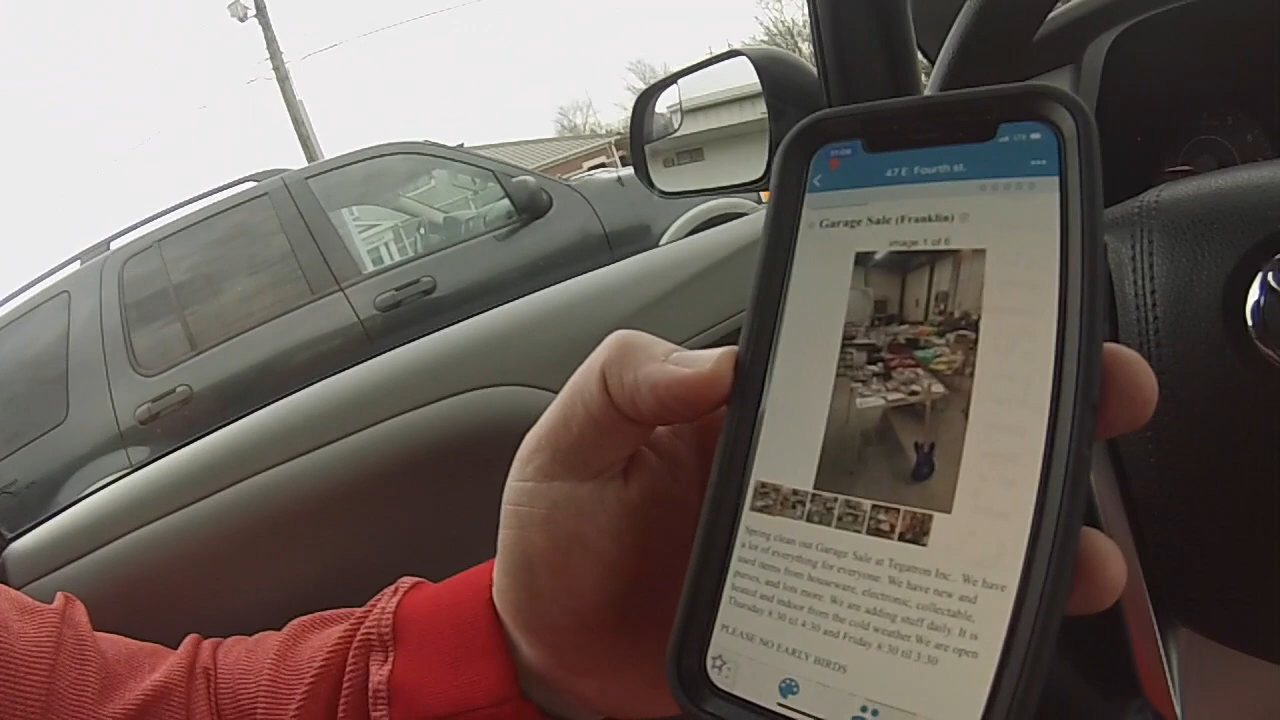 LTE
47 E Fourth st.
Garage Sale (Franklin)
image 1 of 6
Spring clean out Garage Sale at Tegatron Inc.. We have
a lot of everything for everyone. We have new and
used items from houseware, electronic, collectable,
purses, and lots more. We are adding stuff daily. It is
heated and indoor from the cold weather.We are open
Thursday 8:30 til 4:30 and Friday 8:30 til 3:30
PLEASE NO EARLY BIRDS